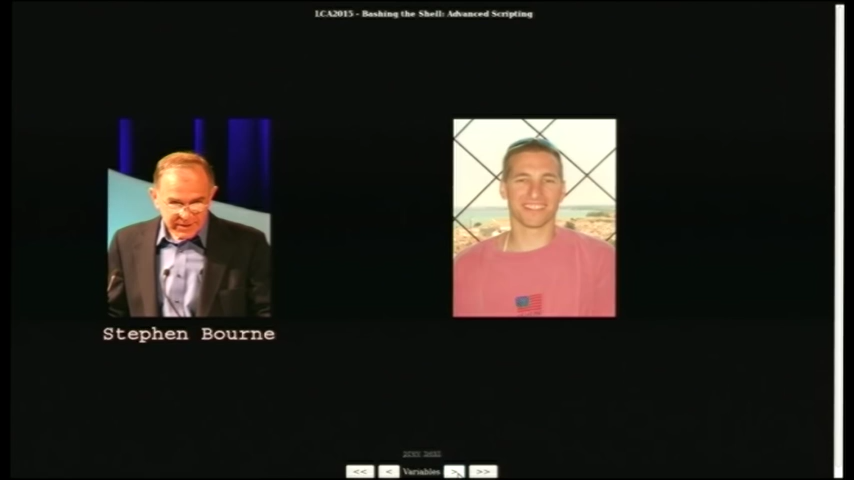 LCA2015 - Bashing the Shell: Advanced Scripting
Stephen Bourne
<< < Variables > >>